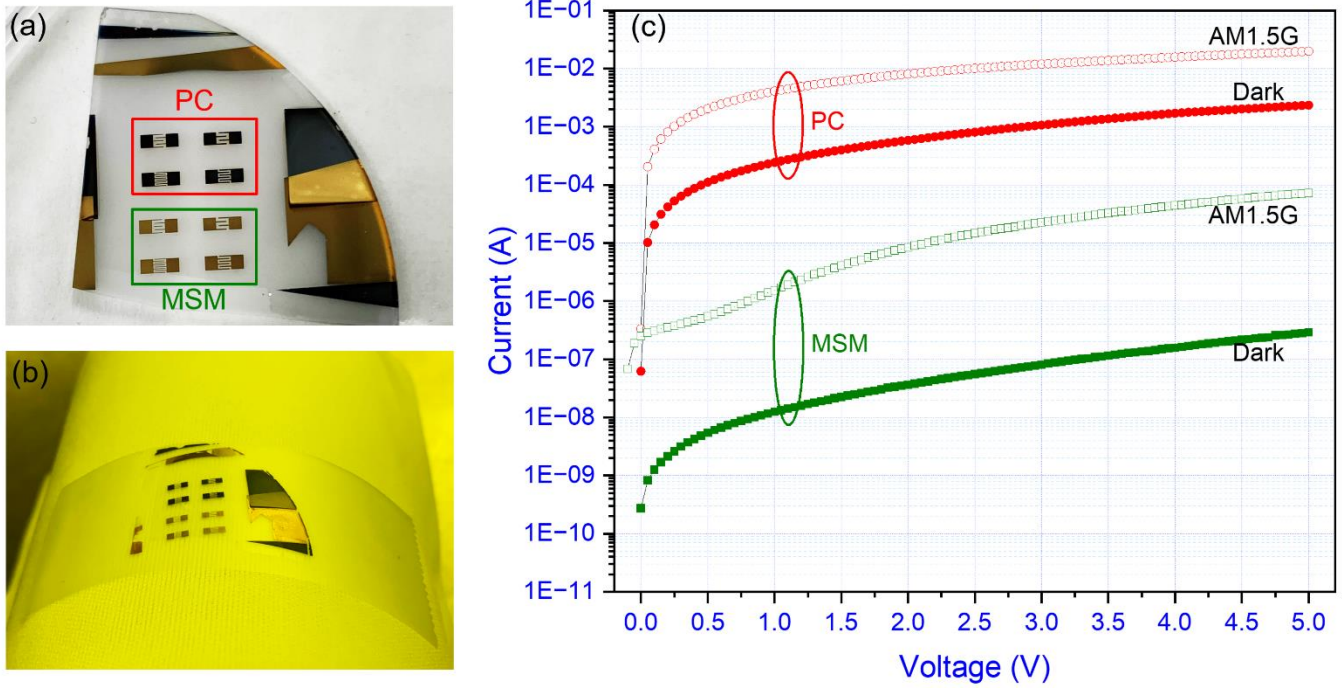 (a)
PC
MSM
(b)
(c)
Current (A)
1E−01
1E−02
1E−03
1E−04
1E−05
1E−06
1E−07
1E−08
1E−09
1E−10
1E−11
AM1.5G
Dark
PC
AM1.5G
MSM
Dark
0.0 0.5 1.0 1.5 2.0 2.5 3.0 3.5 4.0 4.5 5.0
Voltage (V)